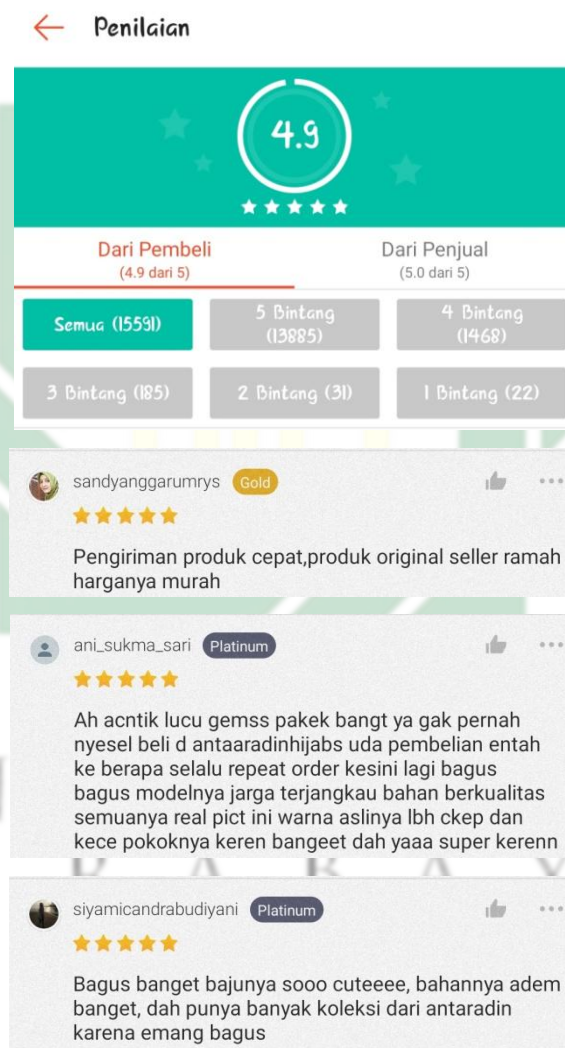 Penilaian
4.9
Dari Pembeli
(4.9 dari 5)
Dari Penjual
(5.0 dari 5)
Semua (15591)
5 Bintang
(13885)
4 Bintang
(1468)
3 Bintang (185)
2 Bintang (31)
1 Bintang (22)
sandyanggarumrys Gold
Pengiriman produk cepat,produk original seller ramah
harganya murah
ani_sukma_sari Platinum
Ah acntik lucu gemss pakek bangt ya gak pernah
nyesel beli d antaaradinhijabs uda pembelian entah
ke berapa selalu repeat order kesini lagi bagus
bagus modelnya jarga terjangkau bahan berkualitas
semuanya real pict ini warna aslinya lbh ckep dan
kece pokoknya keren bangeet dah yaaa super kerenn
siyamicandrabudiyani Platinum
Bagus banget bajunya sooo cuteeee, bahannya adem
banget, dah punya banyak koleksi dari antaradin
karena emang bagus